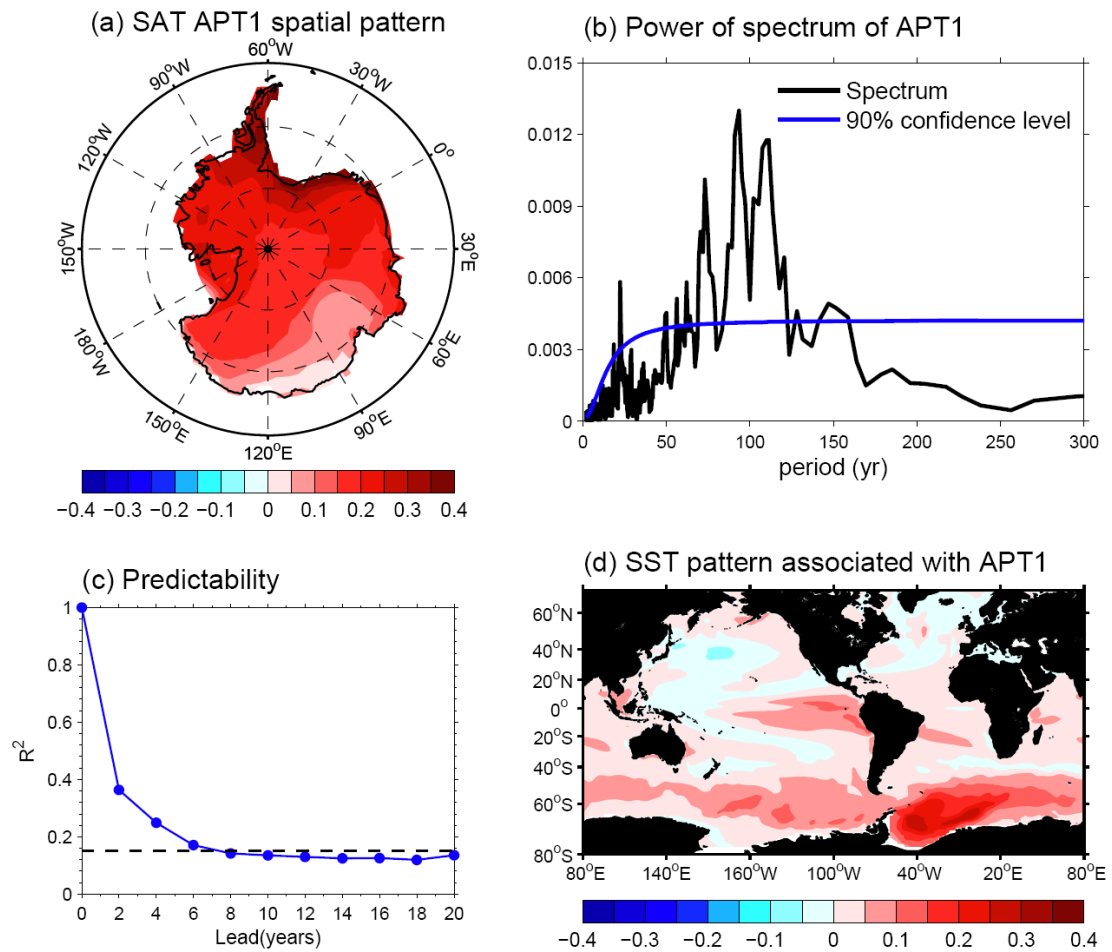 (a) SAT APT1 spatial pattern
60°W
90°W
30°W
120°W
0°
150°W
30°E
180°W
60°E
150°E
90°E
120°E
−0.4 −0.3 −0.2 −0.1 0 0.1 0.2 0.3 0.4
(b) Power of spectrum of APT1
0.015
Spectrum
90% confidence level
0.012
0.009
0.006
0.003
0
0 50 100 150 200 250 300
period (yr)
(c) Predictability
1
0.8
0.6
R²
0.4
0.2
0
0 2 4 6 8 10 12 14 16 18 20
Lead(years)
(d) SST pattern associated with APT1
60°N
40°N
20°N
0°
20°S
40°S
60°S
80°S
80°E 140°E 160°W 100°W 40°W 20°E 80°E
−0.4 −0.3 −0.2 −0.1 0 0.1 0.2 0.3 0.4